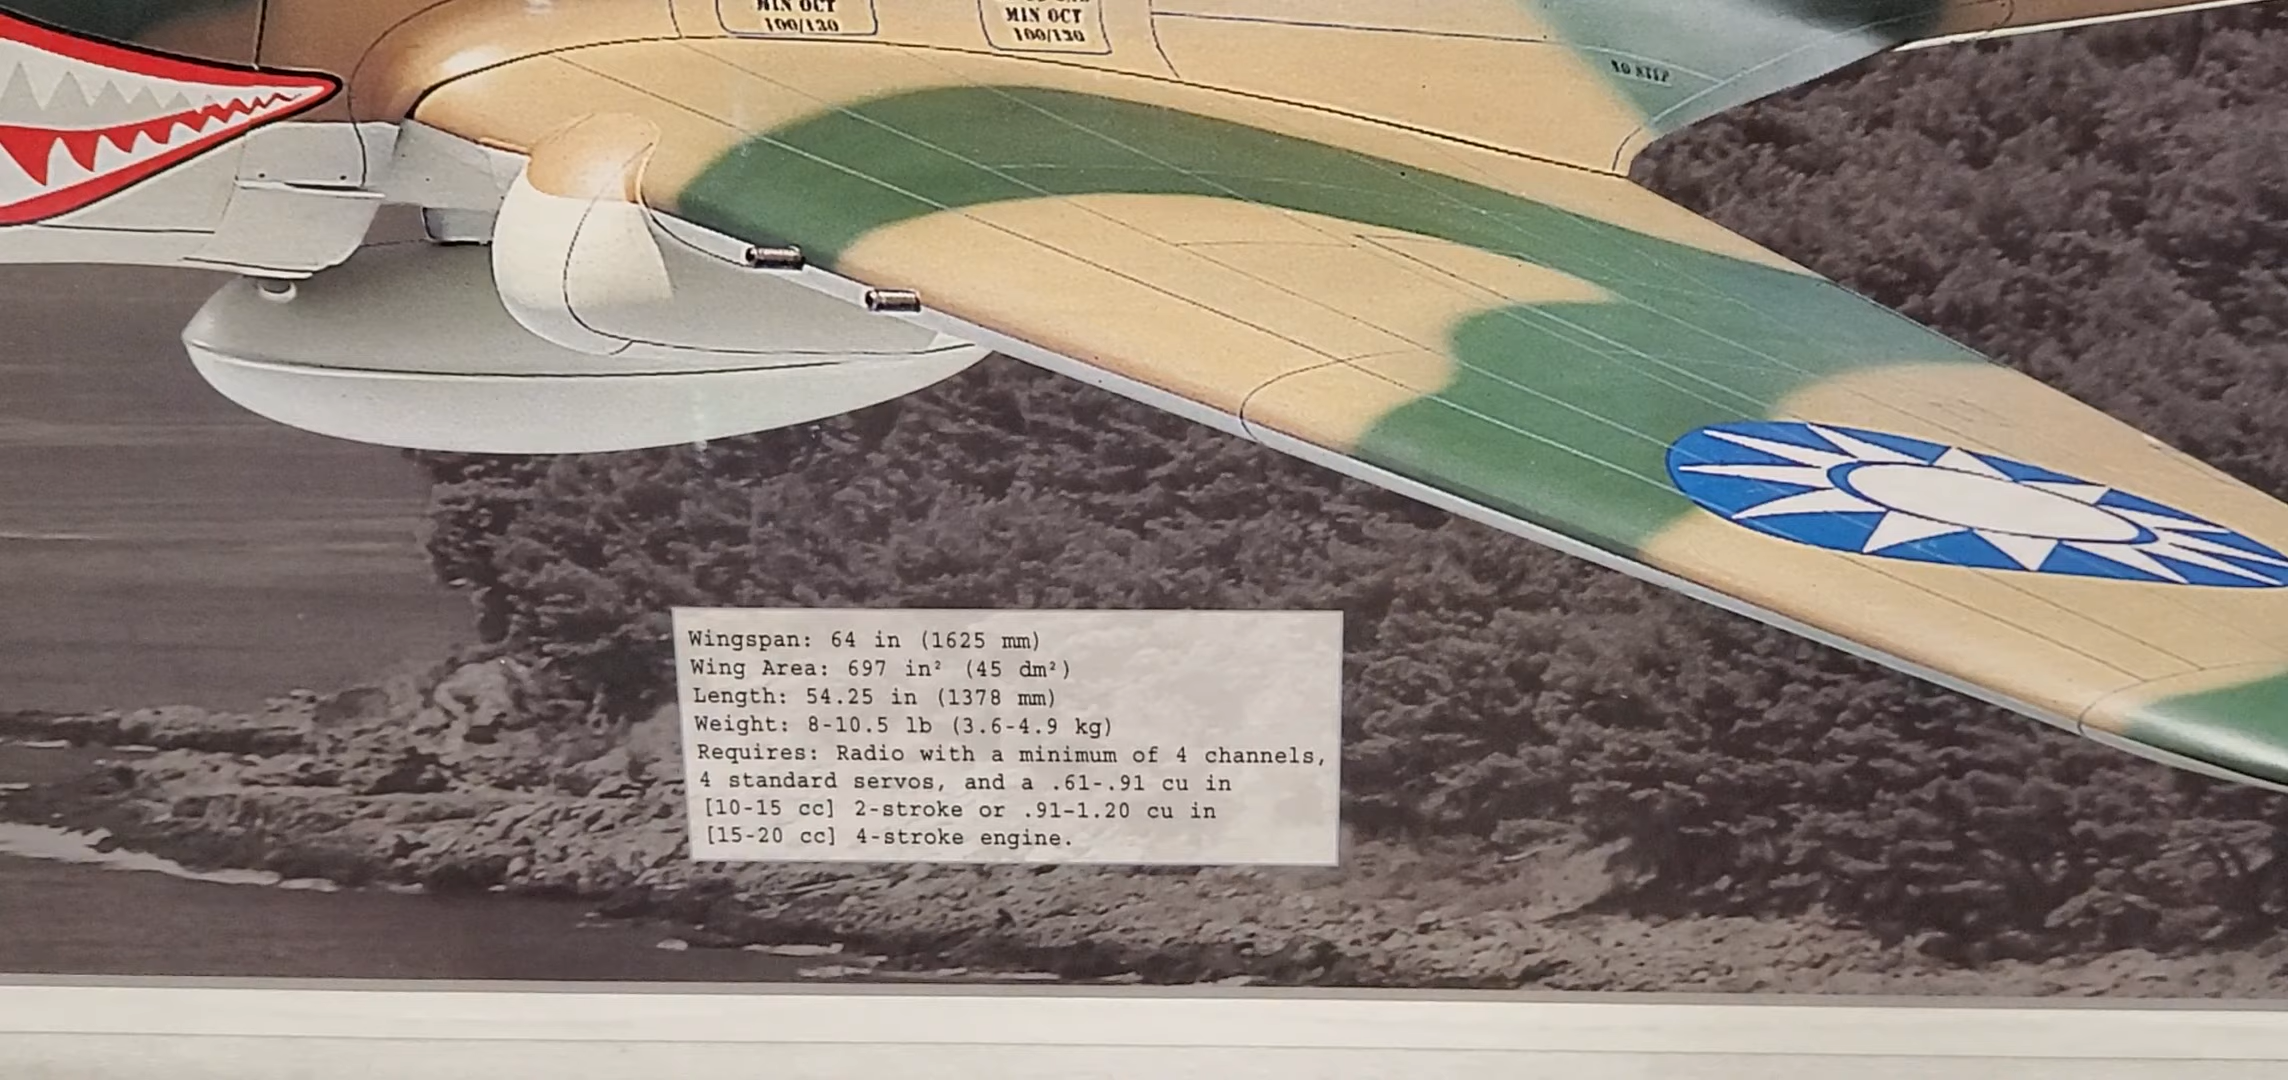 MIN OCT
100/130
MIN OCT
100/130
NO STEP
Wingspan: 64 in (1625 mm)
Wing Area: 697 in² (45 dm²)
Length: 54.25 in (1378 mm)
Weight: 8-10.5 lb (3.6-4.9 kg)
Requires: Radio with a minimum of 4 channels,
4 standard servos, and a .61-.91 cu in
[10-15 cc] 2-stroke or .91-1.20 cu in
[15-20 cc] 4-stroke engine.